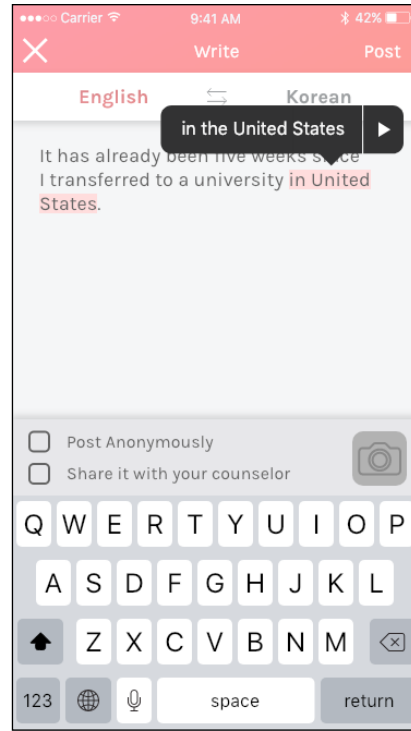 Carrier 9:41 AM 42%
Write Post
English Korean
in the United States
It has already been five weeks since
I transferred to a university in United
States.
Post Anonymously
Share it with your counselor
Q W E R T Y U I O P
A S D F G H J K L
Z X C V B N M
123 space return